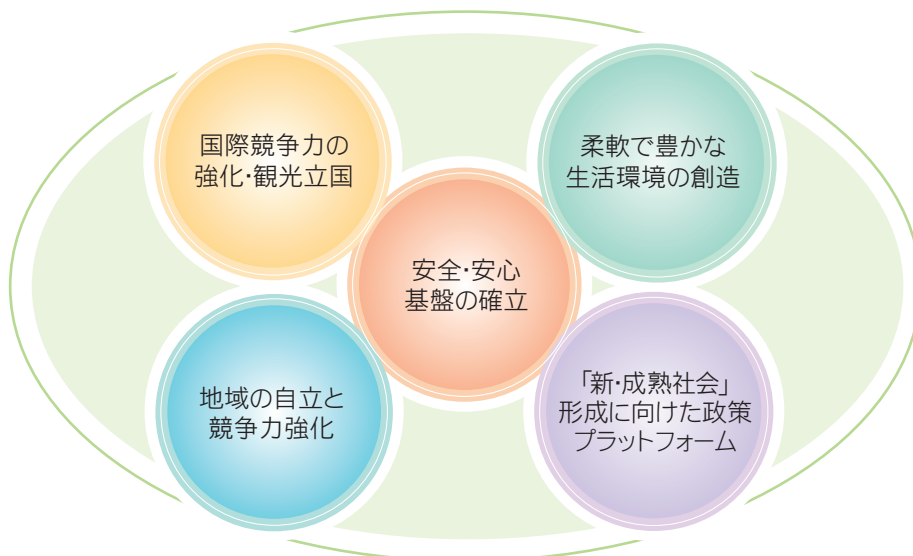 国際競争力の
強化・観光立国
柔軟で豊かな
生活環境の創造
安全・安心
基盤の確立
地域の自立と
競争力強化
「新・成熟社会」
形成に向けた政策
プラットフォーム